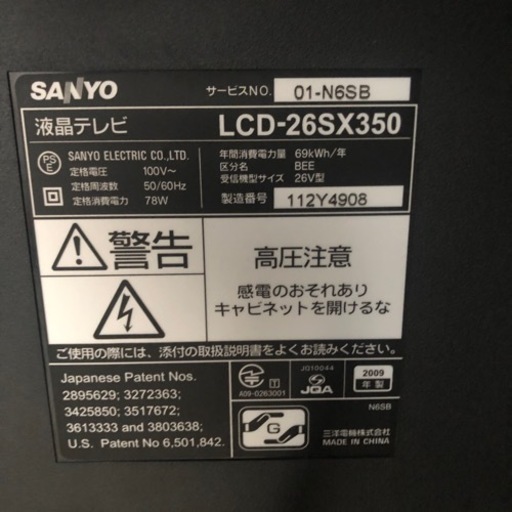 SANYO
サービスNO. 01-N6SB
液晶テレビ LCD-26SX350
PS
E
SANYO ELECTRIC CO.,LTD.
定格電圧 100V~
定格周波数 50/60Hz
定格消費電力 78W
年間消費電力量 69kWh/年
区分名 BEE
受信機型サイズ 26V型
製造番号 112Y4908
警告
高圧注意
感電のおそれあり
キャビネットを開けるな
ご使用の際には、添付の取扱説明書をよくお読みください。
Japanese Patent Nos.
2895629; 3272363;
3425850; 3517672;
3613333 and 3803638;
U.S. Patent No 6,501,842.
T
A09-0263001
JQ10044
JQA
2009
年製
N6SB
G
三洋電機株式会社
MADE IN CHINA